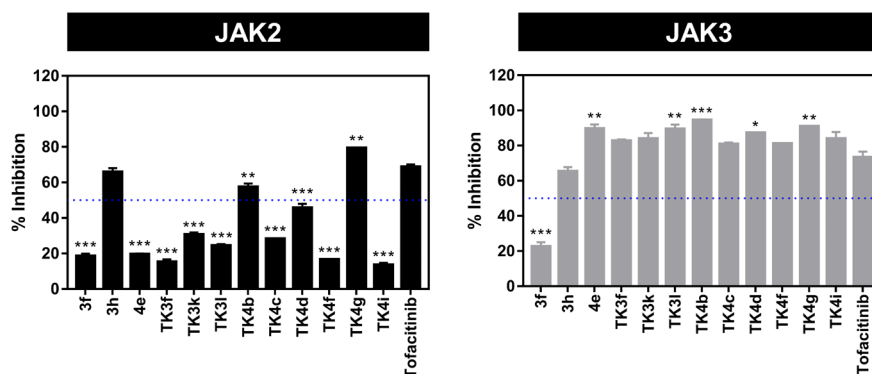 JAK2
% Inhibition
120
100
80
60
40
20
0
***
***
***
***
***
**
***
***
***
**
***
3f
3h
4e
TK3f
TK3k
TK3l
TK4b
TK4c
TK4d
TK4f
TK4g
TK4i
Tofacitinib
JAK3
% Inhibition
120
100
80
60
40
20
0
***
**
**
***
*
**
3f
3h
4e
TK3f
TK3k
TK3l
TK4b
TK4c
TK4d
TK4f
TK4g
TK4i
Tofacitinib